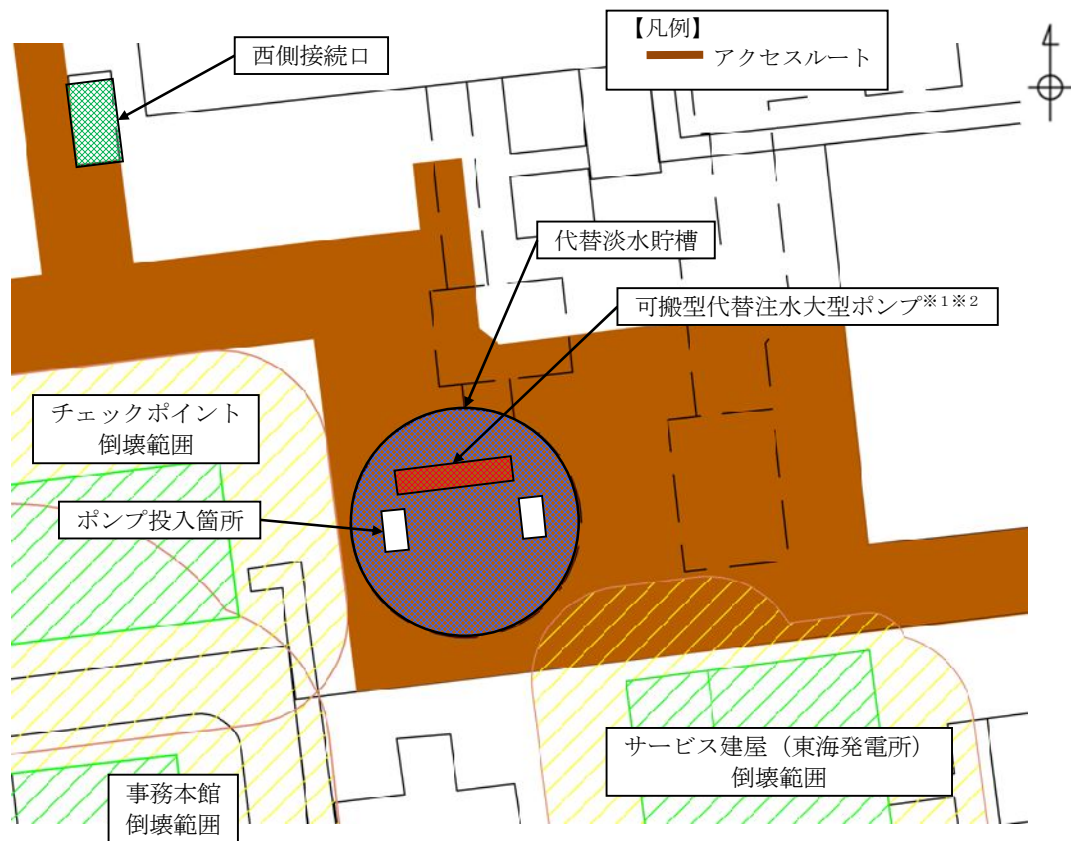 【凡例】
アクセスルート
西側接続口
代替淡水貯槽
可搬型代替注水大型ポンプ※1※2
チェックポイント
倒壊範囲
ポンプ投入箇所
サービス建屋（東海発電所）
倒壊範囲
事務本館
倒壊範囲